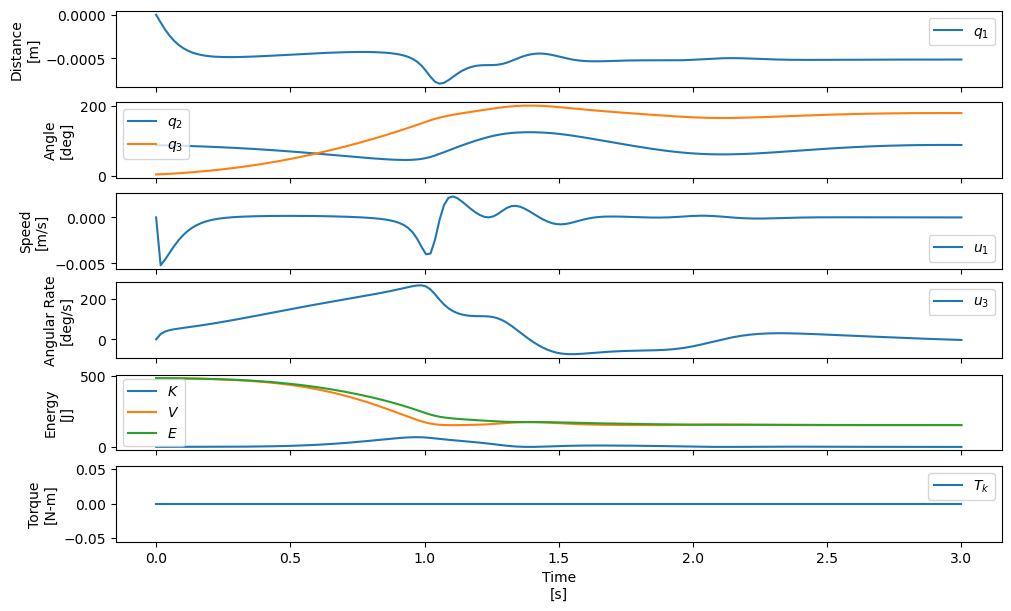 Distance
[m]
0.0000
−0.0005
q1
Angle
[deg]
200
0
q2
q3
Speed
[m/s]
0.000
−0.005
u1
Angular Rate
[deg/s]
200
0
u3
Energy
[J]
500
0
K
V
E
Torque
[N-m]
0.05
0.00
−0.05
Tk
0.0 0.5 1.0 1.5 2.0 2.5 3.0
Time
[s]